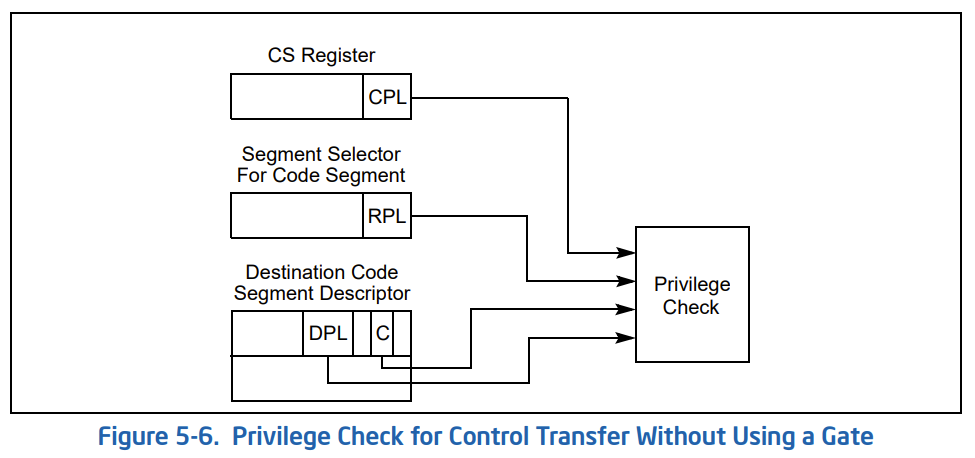 CS Register
CPL
Segment Selector
For Code Segment
RPL
Destination Code
Segment Descriptor
DPL
C
Privilege
Check
Figure 5-6. Privilege Check for Control Transfer Without Using a Gate